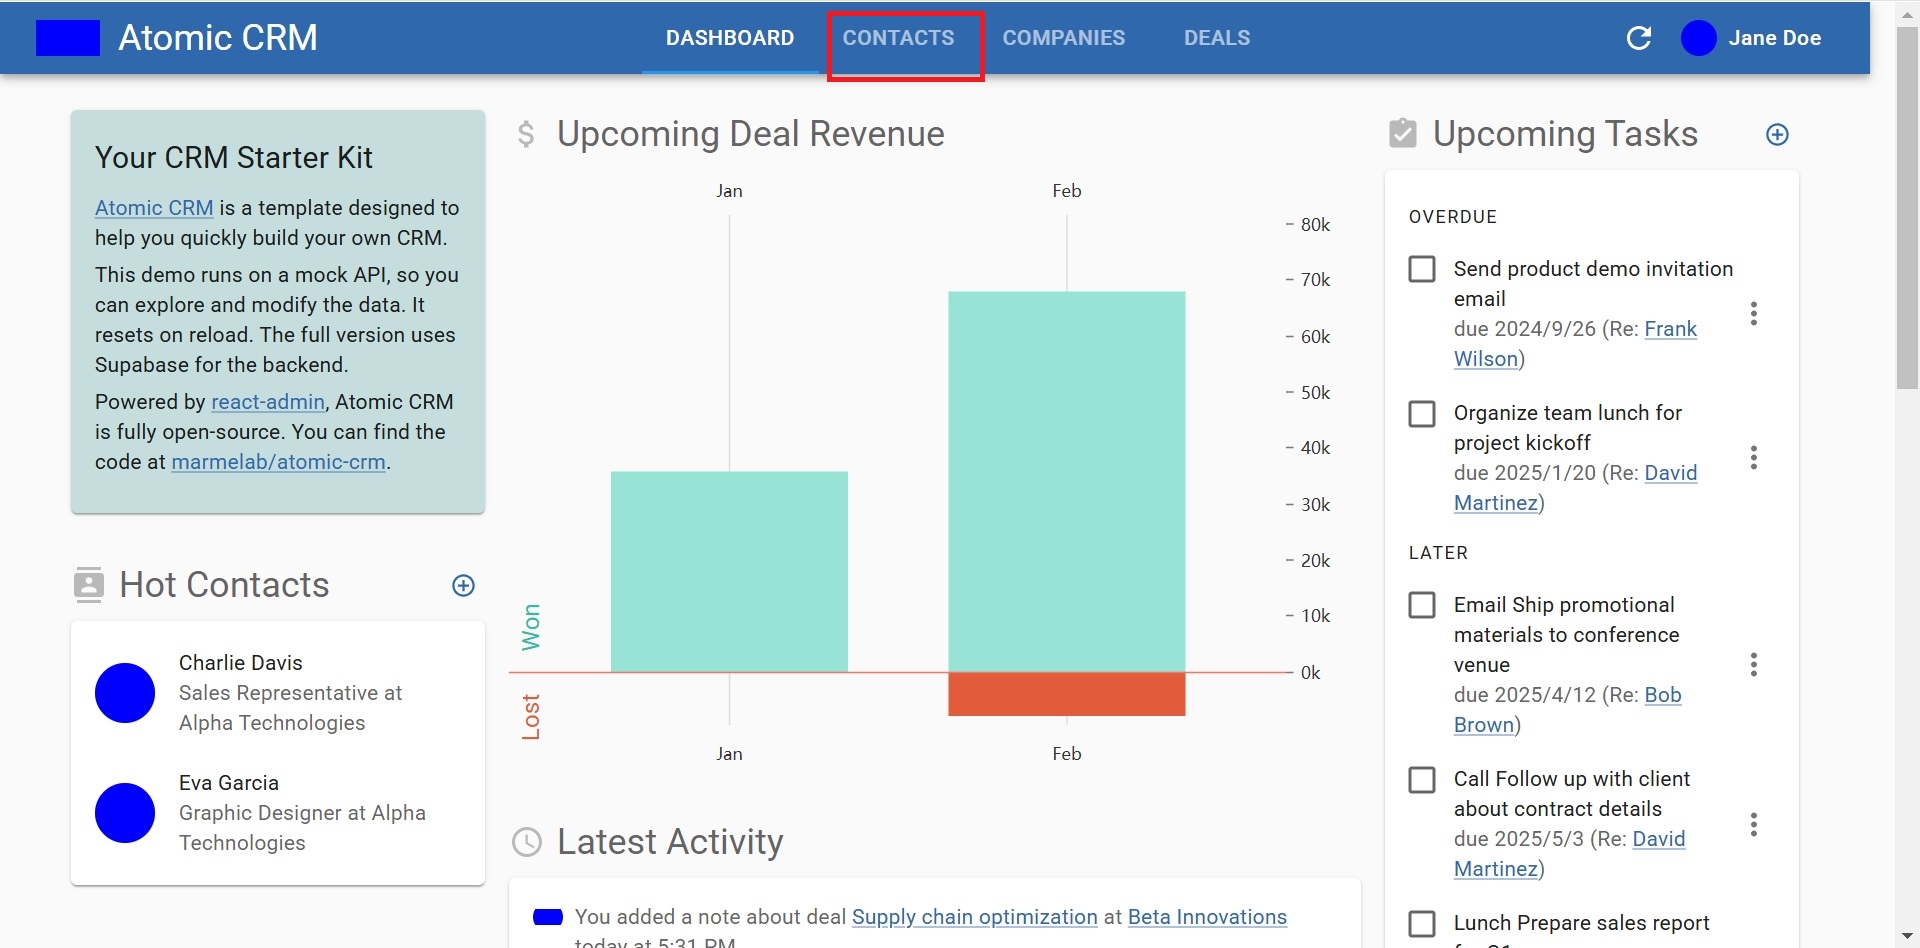 Atomic CRM
DASHBOARD
CONTACTS
COMPANIES
DEALS
Jane Doe
Your CRM Starter Kit
Atomic CRM is a template designed to
help you quickly build your own CRM.
This demo runs on a mock API, so you
can explore and modify the data. It
resets on reload. The full version uses
Supabase for the backend.
Powered by react-admin, Atomic CRM
is fully open-source. You can find the
code at marmelab/atomic-crm.
Hot Contacts
Charlie Davis
Sales Representative at
Alpha Technologies
Eva Garcia
Graphic Designer at Alpha
Technologies
Upcoming Deal Revenue
Jan
Feb
80k
70k
60k
50k
40k
30k
20k
10k
0k
Won
Lost
Jan
Feb
Latest Activity
You added a note about deal Supply chain optimization at Beta Innovations
today at 5:31 PM
Upcoming Tasks
OVERDUE
Send product demo invitation
email
due 2024/9/26 (Re: Frank
Wilson)
Organize team lunch for
project kickoff
due 2025/1/20 (Re: David
Martinez)
LATER
Email Ship promotional
materials to conference
venue
due 2025/4/12 (Re: Bob
Brown)
Call Follow up with client
about contract details
due 2025/5/3 (Re: David
Martinez)
Lunch Prepare sales report